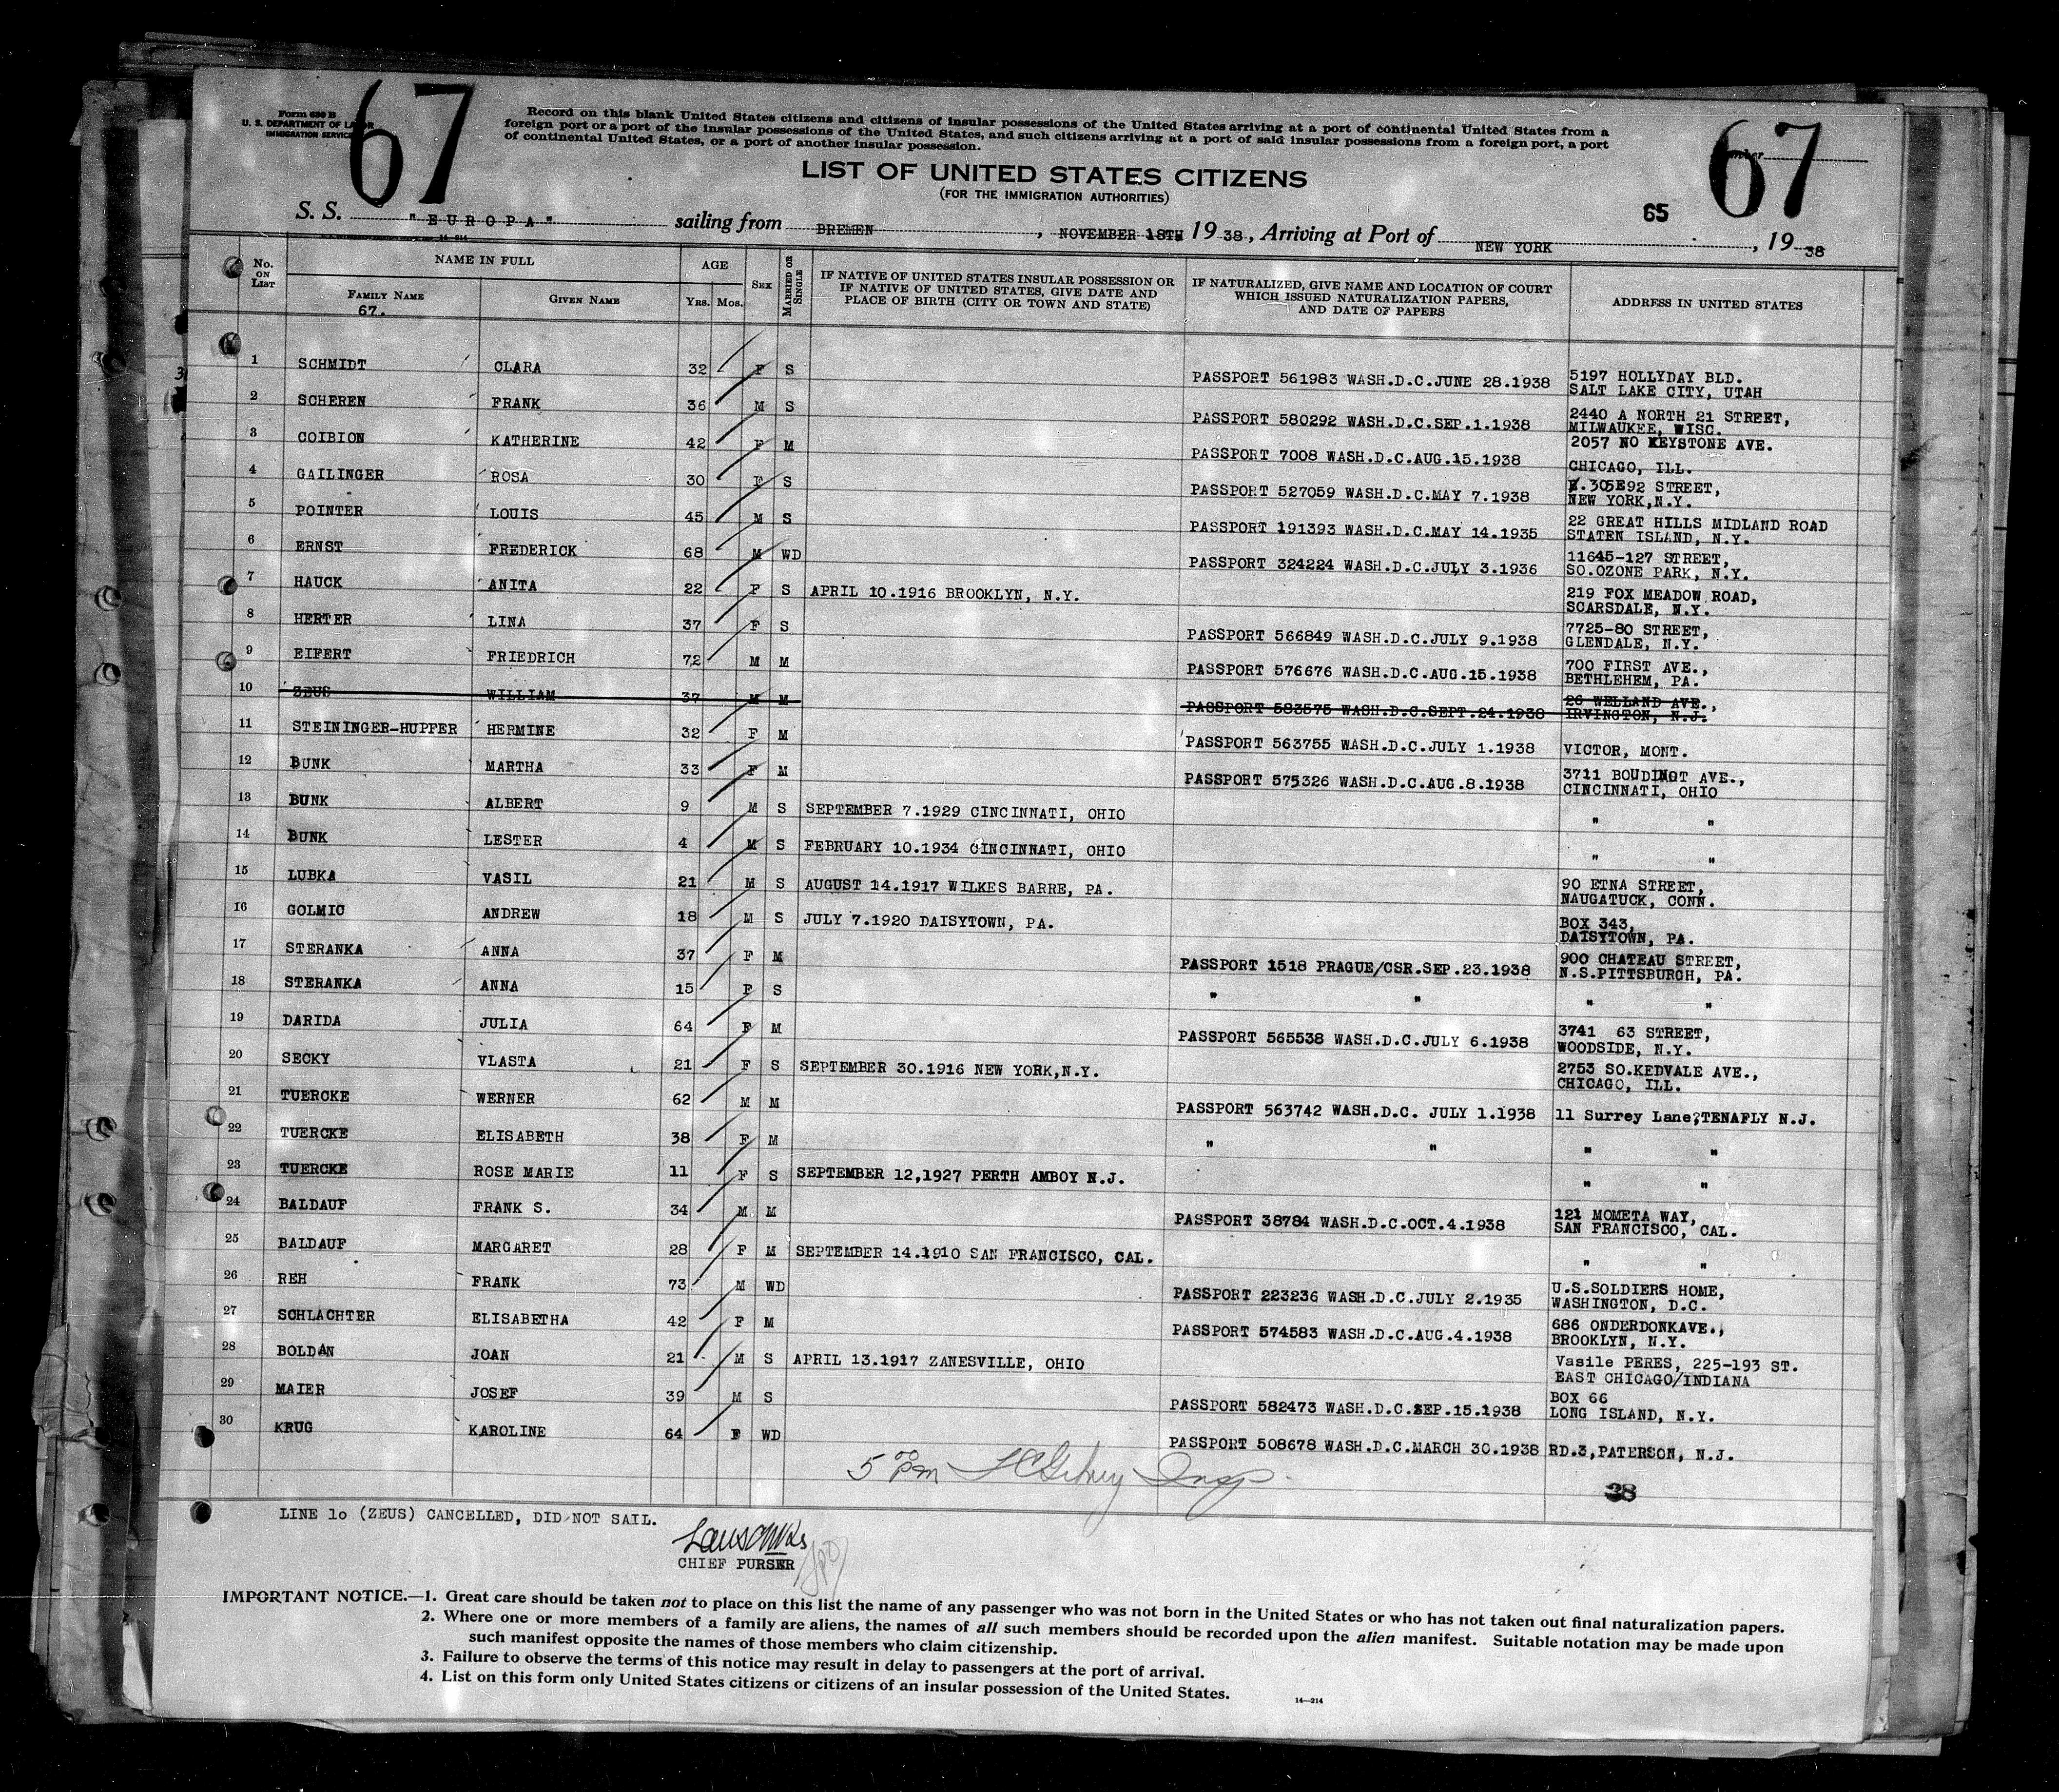 67
67
Form 630 B
U. S. DEPARTMENT OF LABOR
IMMIGRATION SERVICE
Record on this blank United States citizens and citizens of insular possessions of the United States arriving at a port of continental United States from a
foreign port or a port of the insular possessions of the United States, and such citizens arriving at a port of said insular possessions from a foreign port, a port
of continental United States, or a port of another insular possession.
LIST OF UNITED STATES CITIZENS
(FOR THE IMMIGRATION AUTHORITIES)
65
S. S. "EUROPA" sailing from BREMEN, NOVEMBER 18TH 1938, Arriving at Port of NEW YORK, 1938
14-214
No. ON LIST NAME IN FULL AGE SEX MARRIED OR SINGLE IF NATIVE OF UNITED STATES INSULAR POSSESSION OR IF NATIVE OF UNITED STATES, GIVE DATE AND PLACE OF BIRTH (CITY OR TOWN AND STATE) IF NATURALIZED, GIVE NAME AND LOCATION OF COURT WHICH ISSUED NATURALIZATION PAPERS, AND DATE OF PAPERS ADDRESS IN UNITED STATES
FAMILY NAME GIVEN NAME YRS. MOS.
67.
1 SCHMIDT CLARA 32 F S PASSPORT 561983 WASH.D.C.JUNE 28.1938 5197 HOLLYDAY BLD.
SALT LAKE CITY, UTAH
2 SCHEREN FRANK 36 M S PASSPORT 580292 WASH.D.C.SEP.1.1938 2440 A NORTH 21 STREET,
MILWAUKEE, WISC.
3 COIBION KATHERINE 42 F M PASSPORT 7008 WASH.D.C.AUG.15.1938 2057 NO KEYSTONE AVE.
CHICAGO, ILL.
4 GAILINGER ROSA 30 F S PASSPORT 527059 WASH.D.C.MAY 7.1938 305E92 STREET,
NEW YORK,N.Y.
5 POINTER LOUIS 45 M S PASSPORT 191393 WASH.D.C.MAY 14.1935 22 GREAT HILLS MIDLAND ROAD
STATEN ISLAND, N.Y.
6 ERNST FREDERICK 68 M WD PASSPORT 324224 WASH.D.C.JULY 3.1936 11645-127 STREET,
SO.OZONE PARK, N.Y.
7 HAUCK ANITA 22 F S APRIL 10.1916 BROOKLYN, N.Y. 219 FOX MEADOW ROAD,
SCARSDALE, N.Y.
8 HERTER LINA 37 F S PASSPORT 566849 WASH.D.C.JULY 9.1938 7725-80 STREET,
GLENDALE, N.Y.
9 EIFERT FRIEDRICH 72 M M PASSPORT 576676 WASH.D.C.AUG.15.1938 700 FIRST AVE.,
BETHLEHEM, PA.
10 ZEUS WILLIAM 37 M M PASSPORT 583575 WASH.D.C.SEPT.24.1938 26 WELLAND AVE.,
IRVINGTON, N.J.
11 STEININGER-HUPPER HERMINE 32 F M PASSPORT 563755 WASH.D.C.JULY 1.1938 VICTOR, MONT.
12 BUNK MARTHA 33 F M PASSPORT 575326 WASH.D.C.AUG.8.1938 3711 BOUDINOT AVE.,
CINCINNATI, OHIO
13 BUNK ALBERT 9 M S SEPTEMBER 7.1929 CINCINNATI, OHIO " "
14 BUNK LESTER 4 M S FEBRUARY 10.1934 CINCINNATI, OHIO " "
15 LUBKA VASIL 21 M S AUGUST 14.1917 WILKES BARRE, PA. 90 ETNA STREET,
NAUGATUCK, CONN.
16 GOLMIC ANDREW 18 M S JULY 7.1920 DAISYTOWN, PA. BOX 343,
DAISYTOWN, PA.
17 STERANKA ANNA 37 F M PASSPORT 1518 PRAGUE/CSR.SEP.23.1938 900 CHATEAU STREET,
N.S.PITTSBURGH, PA.
18 STERANKA ANNA 15 F S " " " "
19 DARIDA JULIA 64 F M PASSPORT 565538 WASH.D.C.JULY 6.1938 3741 63 STREET,
WOODSIDE, N.Y.
20 SECKY VLASTA 21 F S SEPTEMBER 30.1916 NEW YORK,N.Y. 2753 SO.KEDVALE AVE.,
CHICAGO, ILL.
21 TUERCKE WERNER 62 M M PASSPORT 563742 WASH.D.C. JULY 1.1938 11 Surrey Lane,TENAFLY N.J.
22 TUERCKE ELISABETH 38 F M " " " "
23 TUERCKE ROSE MARIE 11 F S SEPTEMBER 12,1927 PERTH AMBOY N.J. " "
24 BALDAUF FRANK S. 34 M M PASSPORT 38784 WASH.D.C.OCT.4.1938 121 MOMETA WAY,
SAN FRANCISCO, CAL.
25 BALDAUF MARGARET 28 F M SEPTEMBER 14.1910 SAN FRANCISCO, CAL. " "
26 REH FRANK 73 M WD PASSPORT 223236 WASH.D.C.JULY 2.1935 U.S.SOLDIERS HOME,
WASHINGTON, D.C.
27 SCHLACHTER ELISABETHA 42 F M PASSPORT 574583 WASH.D.C.AUG.4.1938 686 ONDERDONKAVE.,
BROOKLYN, N.Y.
28 BOLDAN JOAN 21 M S APRIL 13.1917 ZANESVILLE, OHIO Vasile PERES, 225-193 ST.
EAST CHICAGO/INDIANA
29 MAIER JOSEF 39 M S PASSPORT 582473 WASH.D.C.SEP.15.1938 BOX 66
LONG ISLAND, N.Y.
30 KRUG KAROLINE 64 F WD PASSPORT 508678 WASH.D.C.MARCH 30.1938 RD.3,PATERSON, N.J.
5 00 pm Insp.
38
LINE 10 (ZEUS) CANCELLED, DID NOT SAIL.
CHIEF PURSER
IMPORTANT NOTICE.—1. Great care should be taken not to place on this list the name of any passenger who was not born in the United States or who has not taken out final naturalization papers.
2. Where one or more members of a family are aliens, the names of all such members should be recorded upon the alien manifest. Suitable notation may be made upon
such manifest opposite the names of those members who claim citizenship.
3. Failure to observe the terms of this notice may result in delay to passengers at the port of arrival.
4. List on this form only United States citizens or citizens of an insular possession of the United States.
14—214